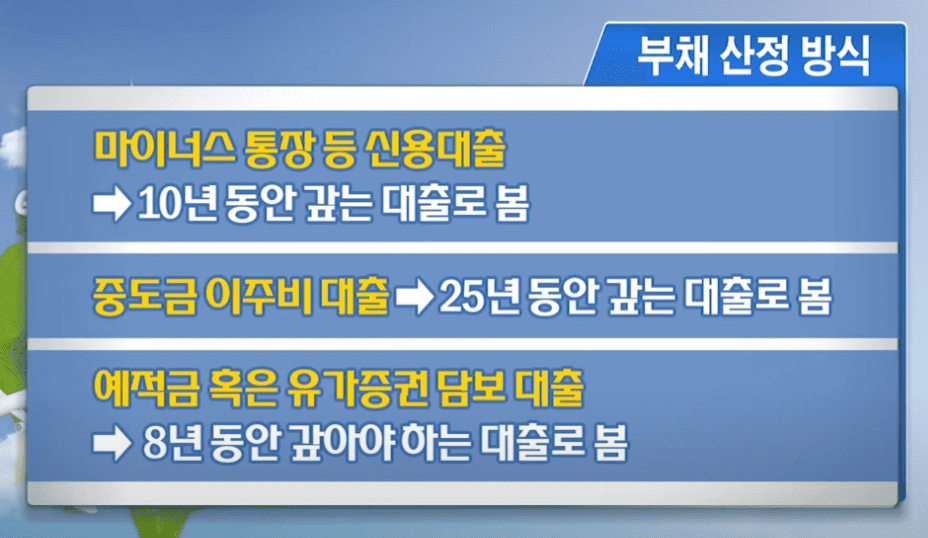 부채 산정 방식
마이너스 통장 등 신용대출
➡ 10년 동안 갚는 대출로 봄
중도금 이주비 대출 ➡ 25년 동안 갚는 대출로 봄
예적금 혹은 유가증권 담보 대출
➡ 8년 동안 갚아야 하는 대출로 봄